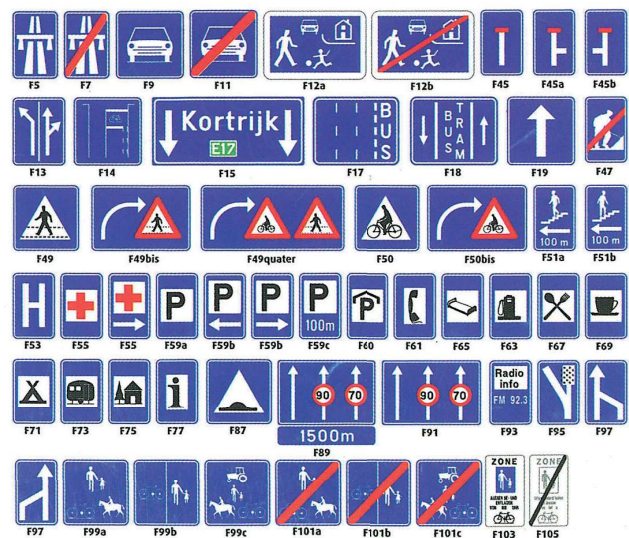 F5 F7 F9 F11 F12a F12b F45 F45a F45b
Kortrijk
E17
B
U
S
B
U
S
T
R
A
M
F13 F14 F15 F17 F18 F19 F47
100 m 100 m
F49 F49bis F49quater F50 F50bis F51a F51b
H P P P P P
100m
F53 F55 F55 F59a F59b F59b F59c F60 F61 F65 F63 F67 F69
i
90 70 90 70
Radio
info
FM 92.3
1500m
F71 F73 F75 F77 F87 F89 F91 F93 F95 F97
ZONE ZONE
F97 F99a F99b F99c F101a F101b F101c F103 F105